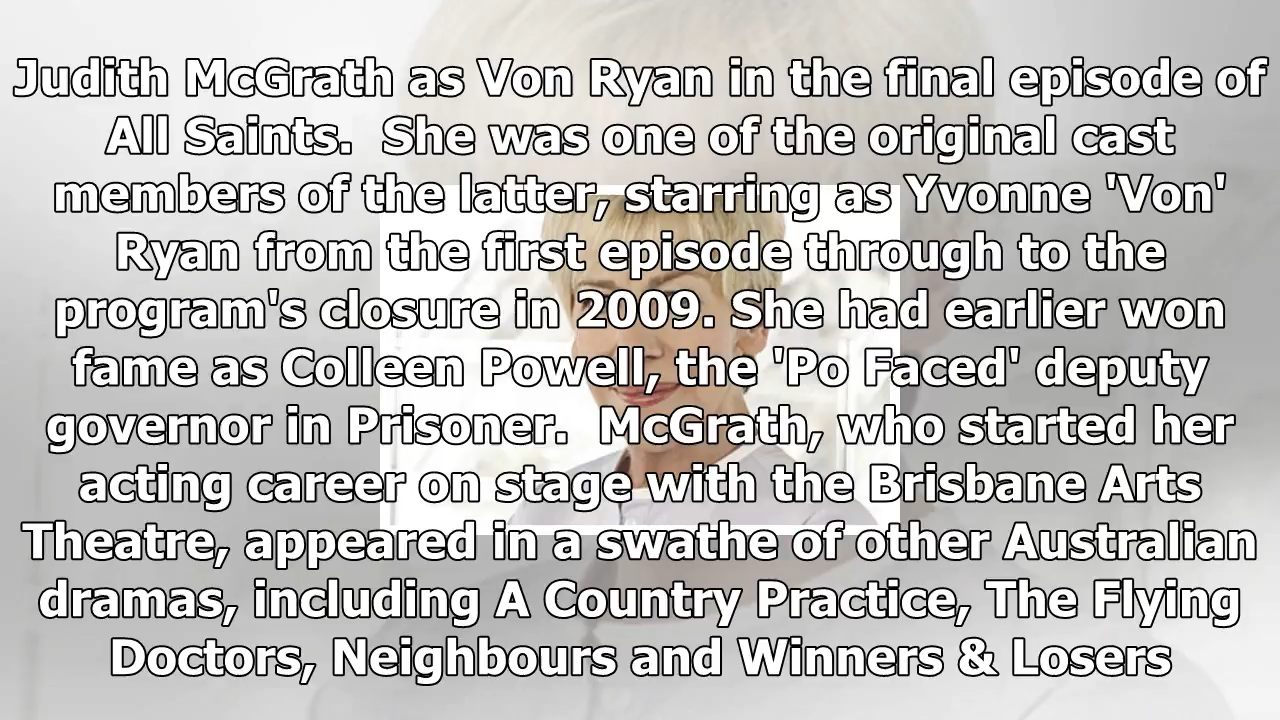 Judith McGrath as Von Ryan in the final episode of
All Saints.  She was one of the original cast
members of the latter, starring as Yvonne 'Von'
Ryan from the first episode through to the
program's closure in 2009. She had earlier won
fame as Colleen Powell, the 'Po Faced' deputy
governor in Prisoner.  McGrath, who started her
acting career on stage with the Brisbane Arts
Theatre, appeared in a swathe of other Australian
dramas, including A Country Practice, The Flying
Doctors, Neighbours and Winners & Losers